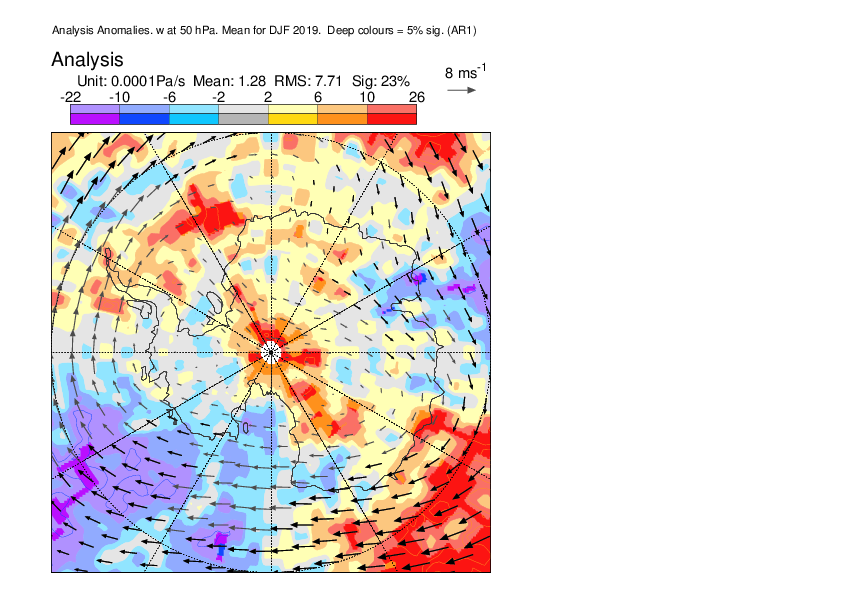 Analysis Anomalies. w at 50 hPa. Mean for DJF 2019. Deep colours = 5% sig. (AR1)
Analysis
8 ms-1
Unit: 0.0001Pa/s Mean: 1.28 RMS: 7.71 Sig: 23%
-22 -10 -6 -2 2 6 10 26